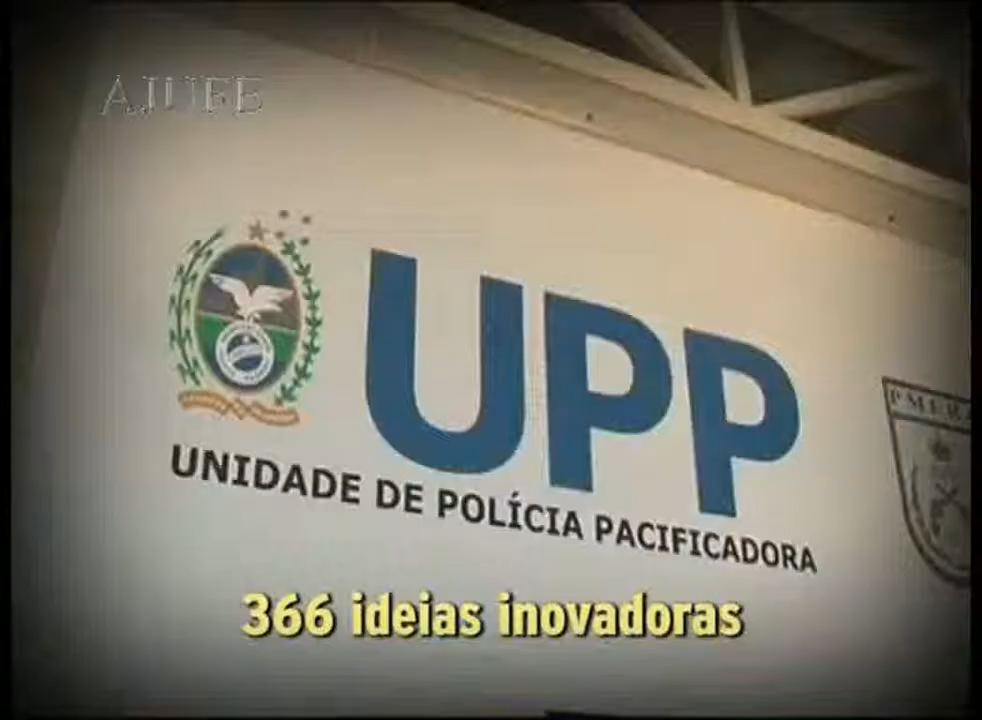 AJUFE
UPP
UNIDADE DE POLÍCIA PACIFICADORA
366 ideias inovadoras